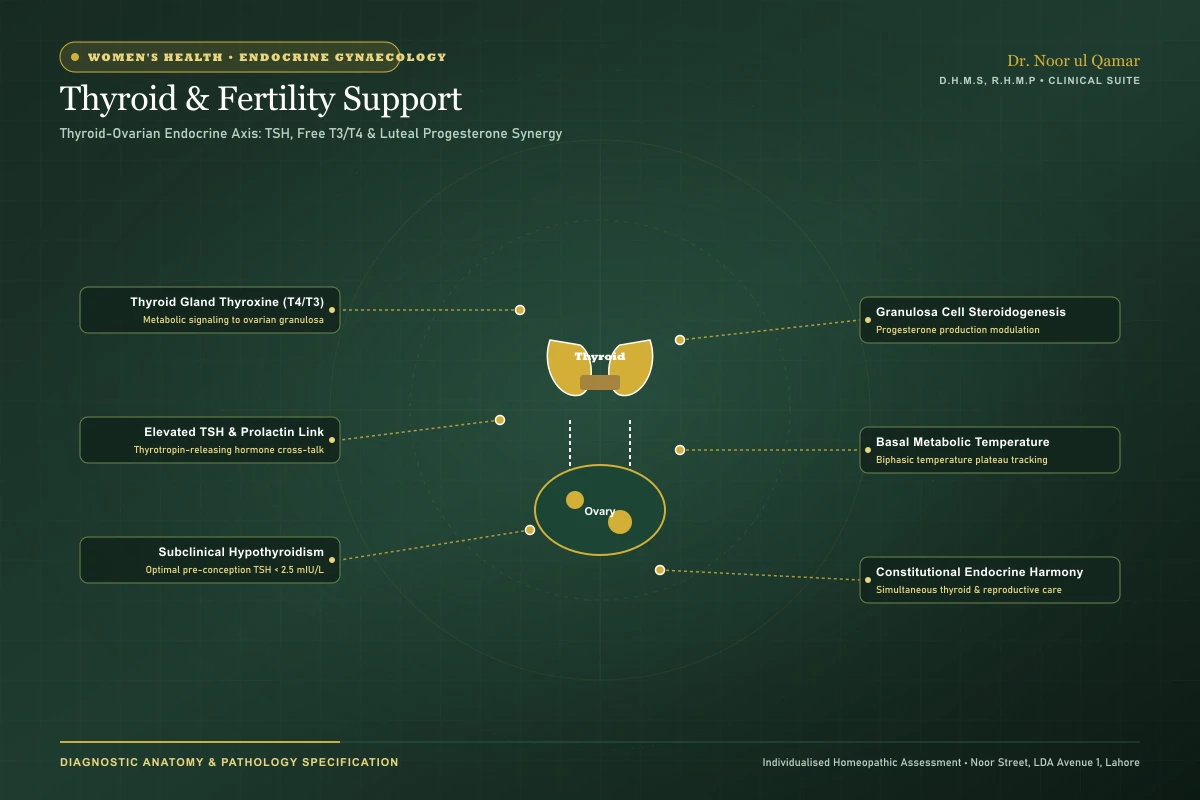 WOMEN'S HEALTH • ENDOCRINE GYNAECOLOGY
Thyroid & Fertility Support
Thyroid-Ovarian Endocrine Axis: TSH, Free T3/T4 & Luteal Progesterone Synergy
Dr. Noor ul Qamar
D.H.M.S, R.H.M.P • CLINICAL SUITE
Thyroid Gland Thyroxine (T4/T3)
Metabolic signaling to ovarian granulosa
Elevated TSH & Prolactin Link
Thyrotropin-releasing hormone cross-talk
Subclinical Hypothyroidism
Optimal pre-conception TSH < 2.5 mIU/L
Thyroid
Ovary
Granulosa Cell Steroidogenesis
Progesterone production modulation
Basal Metabolic Temperature
Biphasic temperature plateau tracking
Constitutional Endocrine Harmony
Simultaneous thyroid & reproductive care
DIAGNOSTIC ANATOMY & PATHOLOGY SPECIFICATION
Individualised Homeopathic Assessment • Noor Street, LDA Avenue 1, Lahore